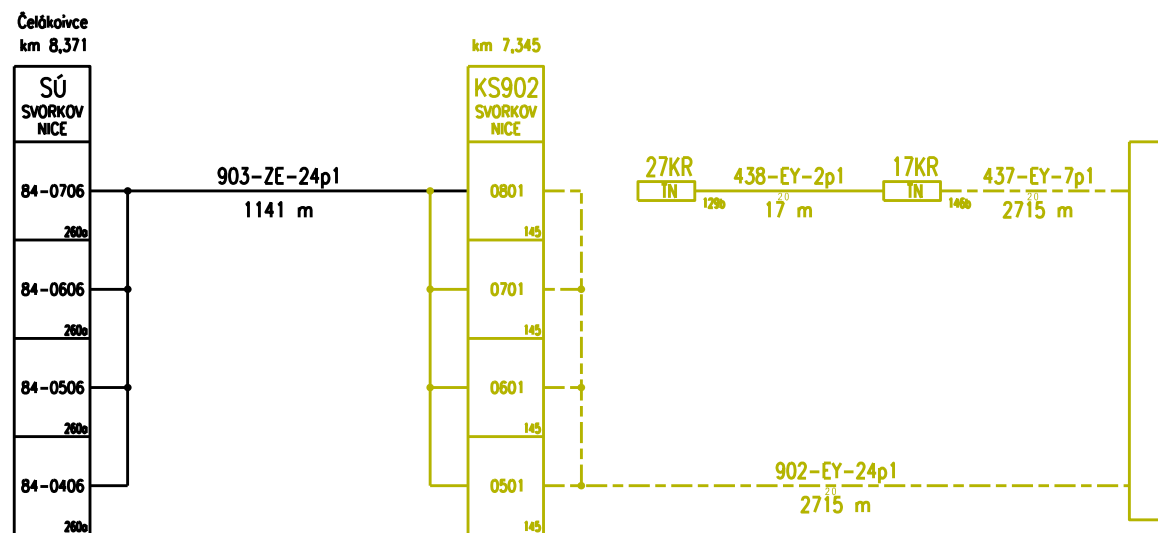 Čelákoivce
km 8,371
km 7,345
SÚ
SVORKOV
NICE
KS902
SVORKOV
NICE
84-0706
903-ZE-24p1
1141 m
0801
27KR
TN
129b
438-EY-2p1
20
17 m
17KR
TN
146b
437-EY-7p1
20
2715 m
260a
145
84-0606
0701
260a
145
84-0506
0601
260a
145
84-0406
0501
902-EY-24p1
20
2715 m
260a
145